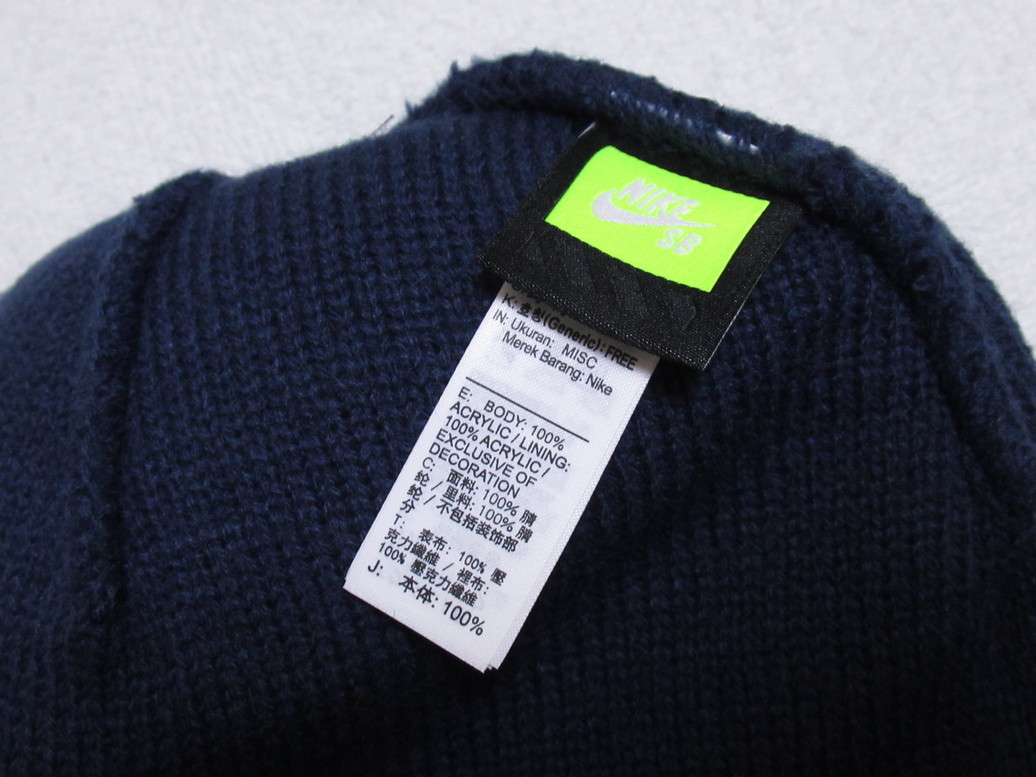 NIKE
SB
K: 호칭(Generic): FREE
IN: Ukuran: MISC
Merek Barang: Nike
E: BODY: 100%
ACRYLIC / LINING:
100% ACRYLIC /
EXCLUSIVE OF
DECORATION
C: 面料: 100% 腈
纶 / 里料: 100% 腈
纶 / 不包括装饰部
分
T: 表布: 100% 壓
克力纖維 / 裡布:
100% 壓克力纖維
J: 本体: 100%